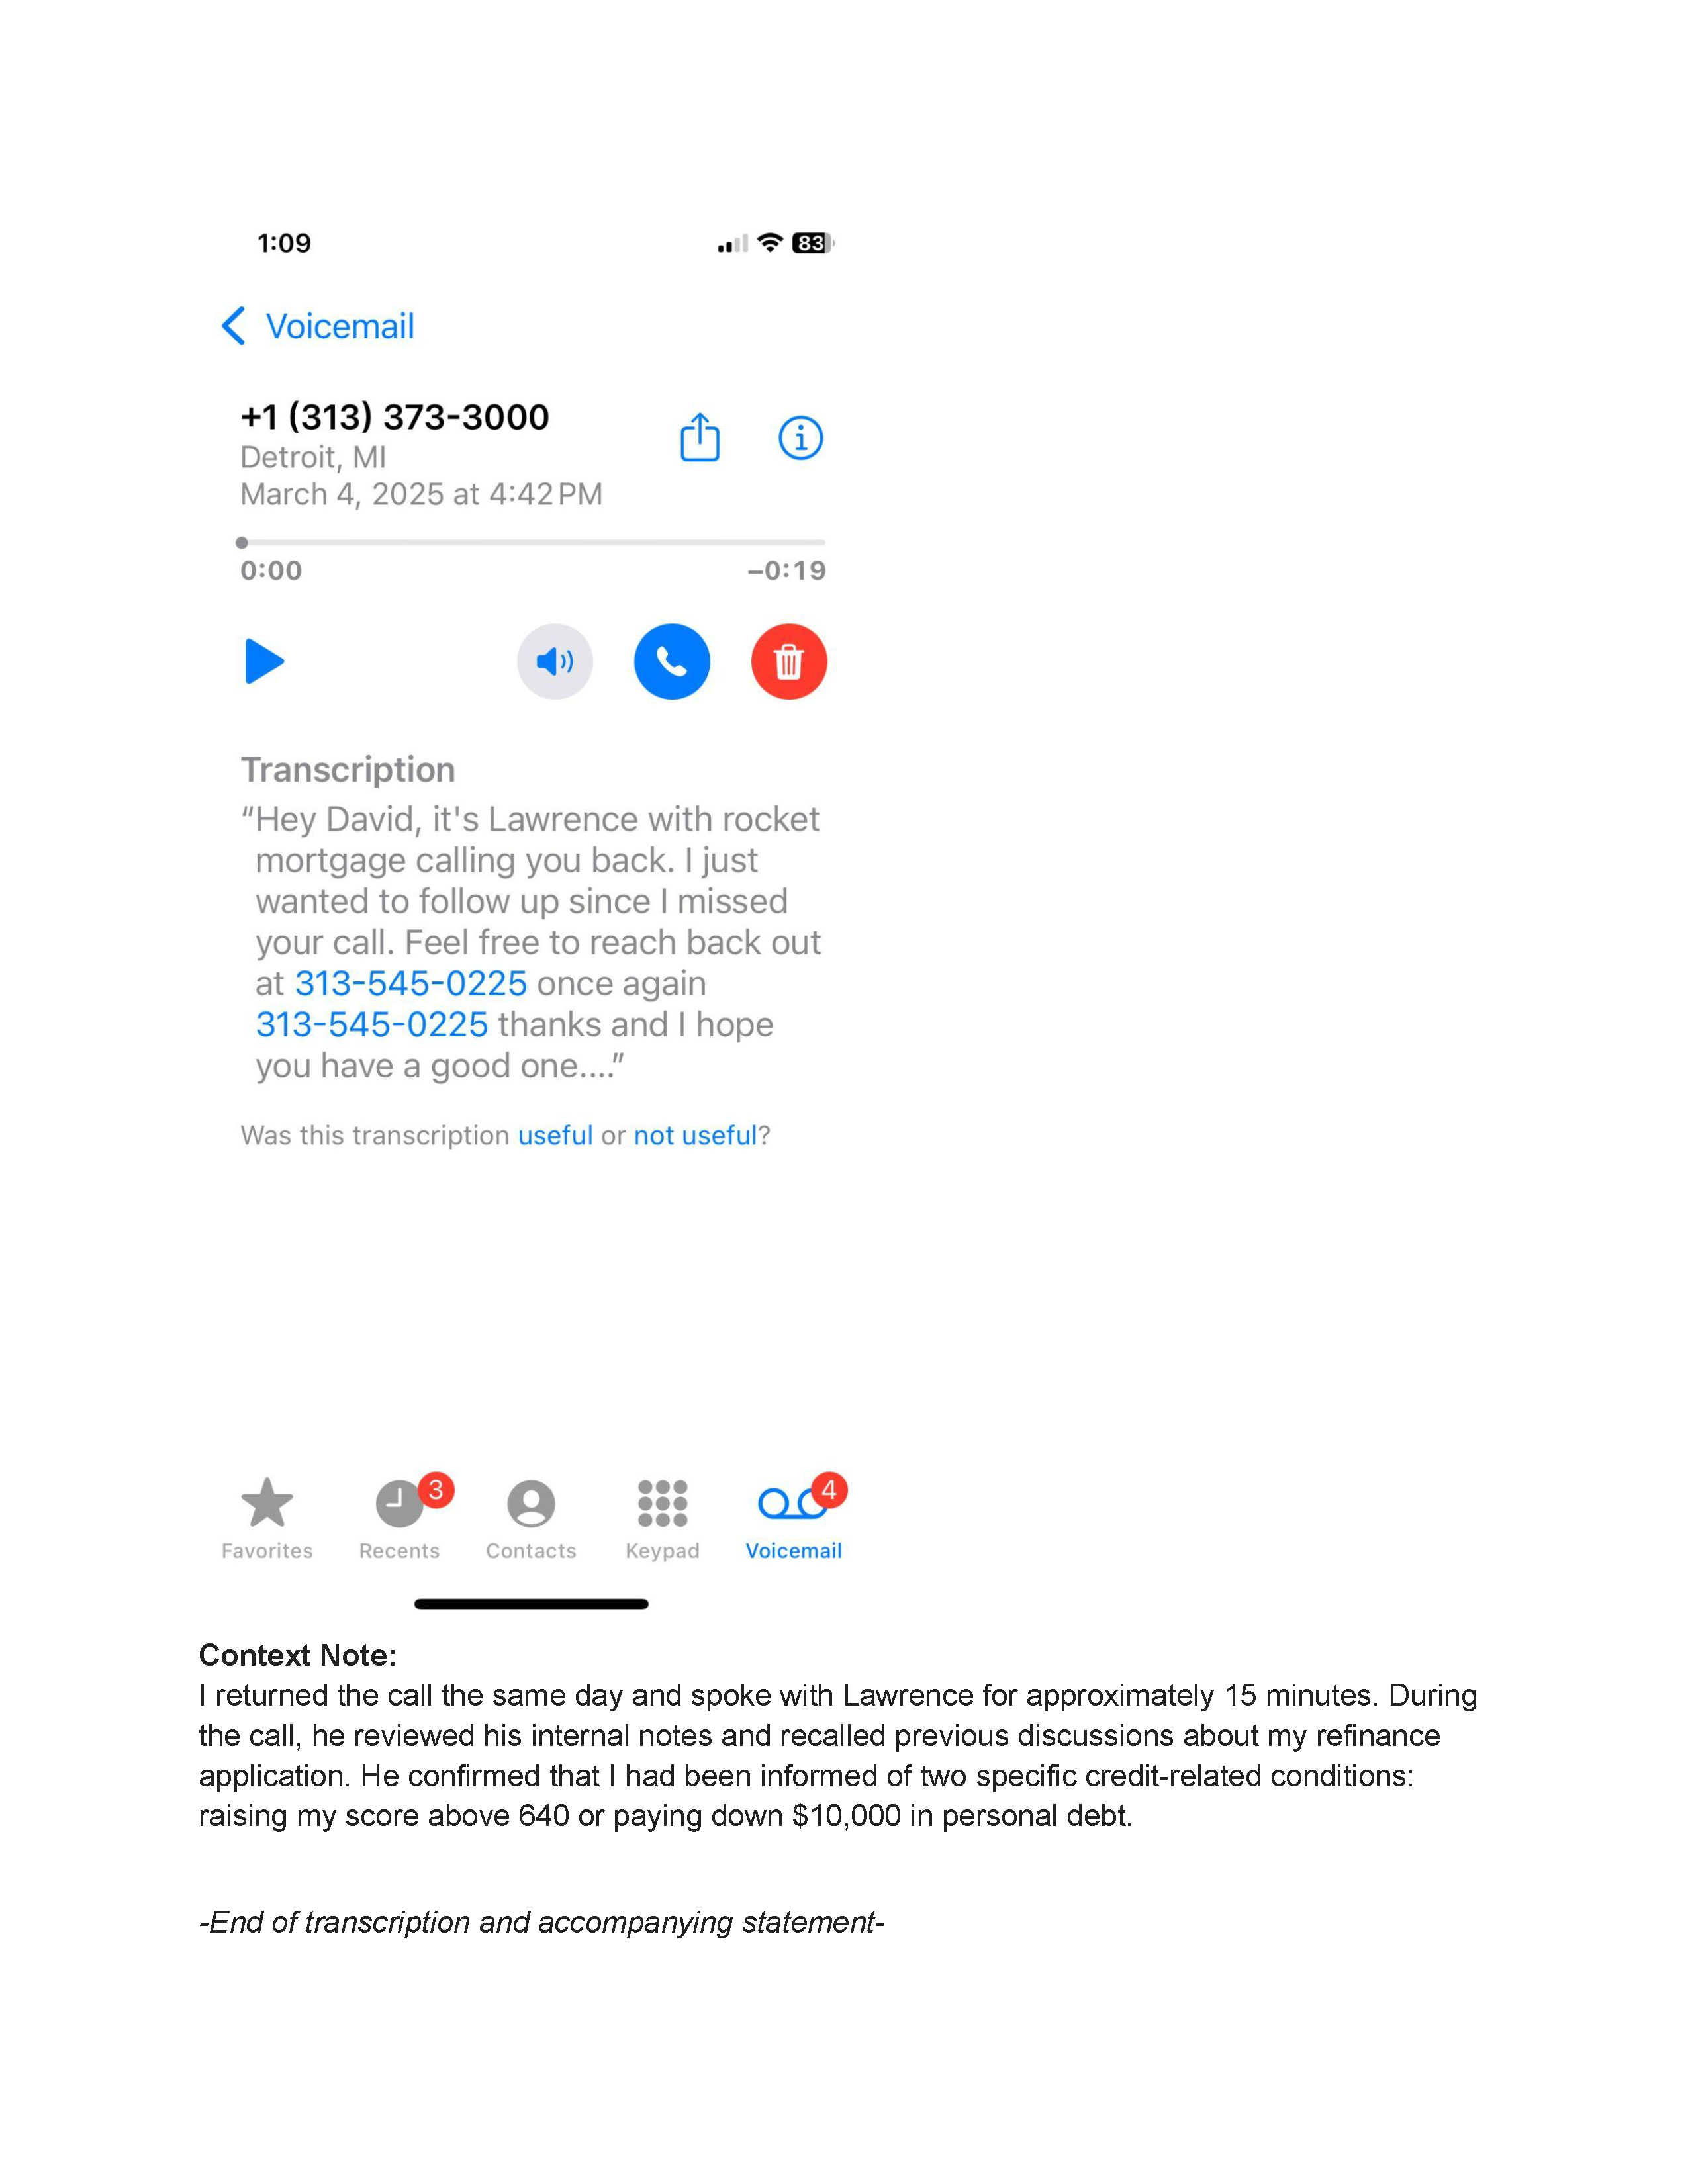 1:09
83
Voicemail
+1 (313) 373-3000
Detroit, MI
March 4, 2025 at 4:42 PM
0:00
−0:19
Transcription
“Hey David, it's Lawrence with rocket
mortgage calling you back. I just
wanted to follow up since I missed
your call. Feel free to reach back out
at 313-545-0225 once again
313-545-0225 thanks and I hope
you have a good one....”
Was this transcription useful or not useful?
3
4
Favorites
Recents
Contacts
Keypad
Voicemail
Context Note:
I returned the call the same day and spoke with Lawrence for approximately 15 minutes. During
the call, he reviewed his internal notes and recalled previous discussions about my refinance
application. He confirmed that I had been informed of two specific credit-related conditions:
raising my score above 640 or paying down $10,000 in personal debt.
-End of transcription and accompanying statement-